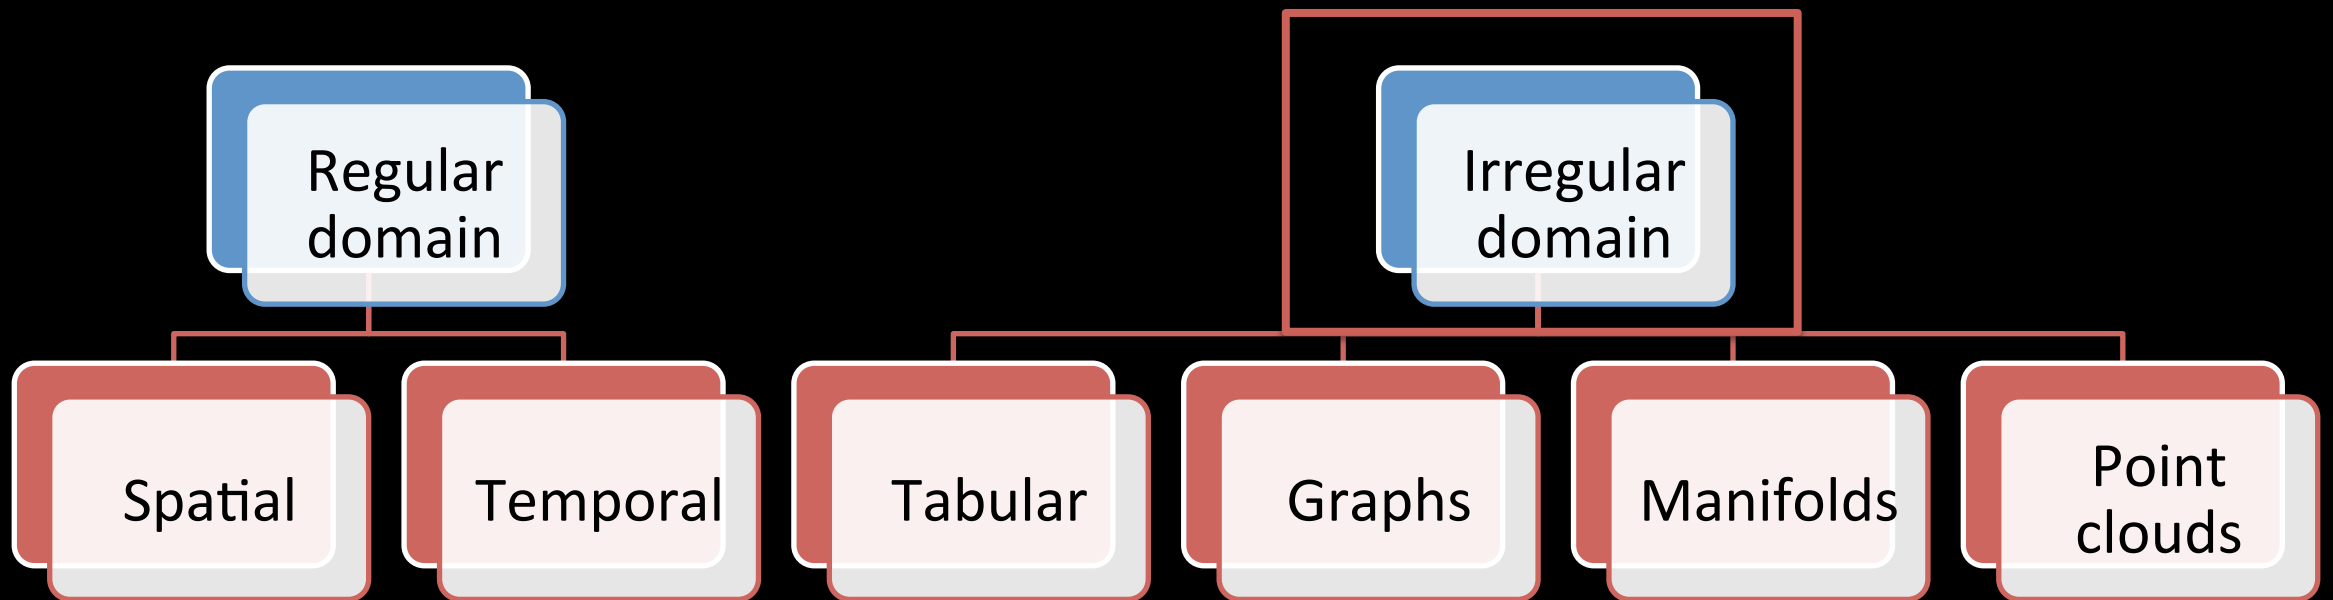 Regular
domain
Irregular
domain
Spatial
Temporal
Tabular
Graphs
Manifolds
Point
clouds